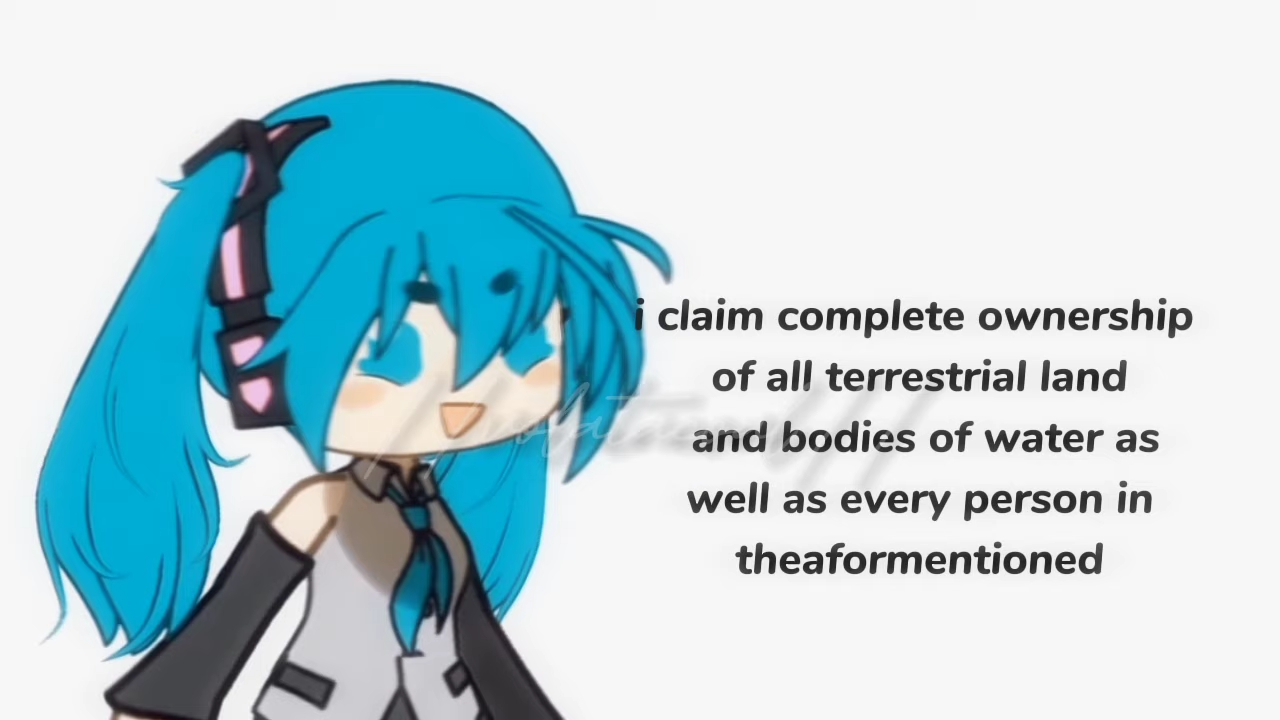 i claim complete ownership
of all terrestrial land
and bodies of water as
well as every person in
theaformentioned